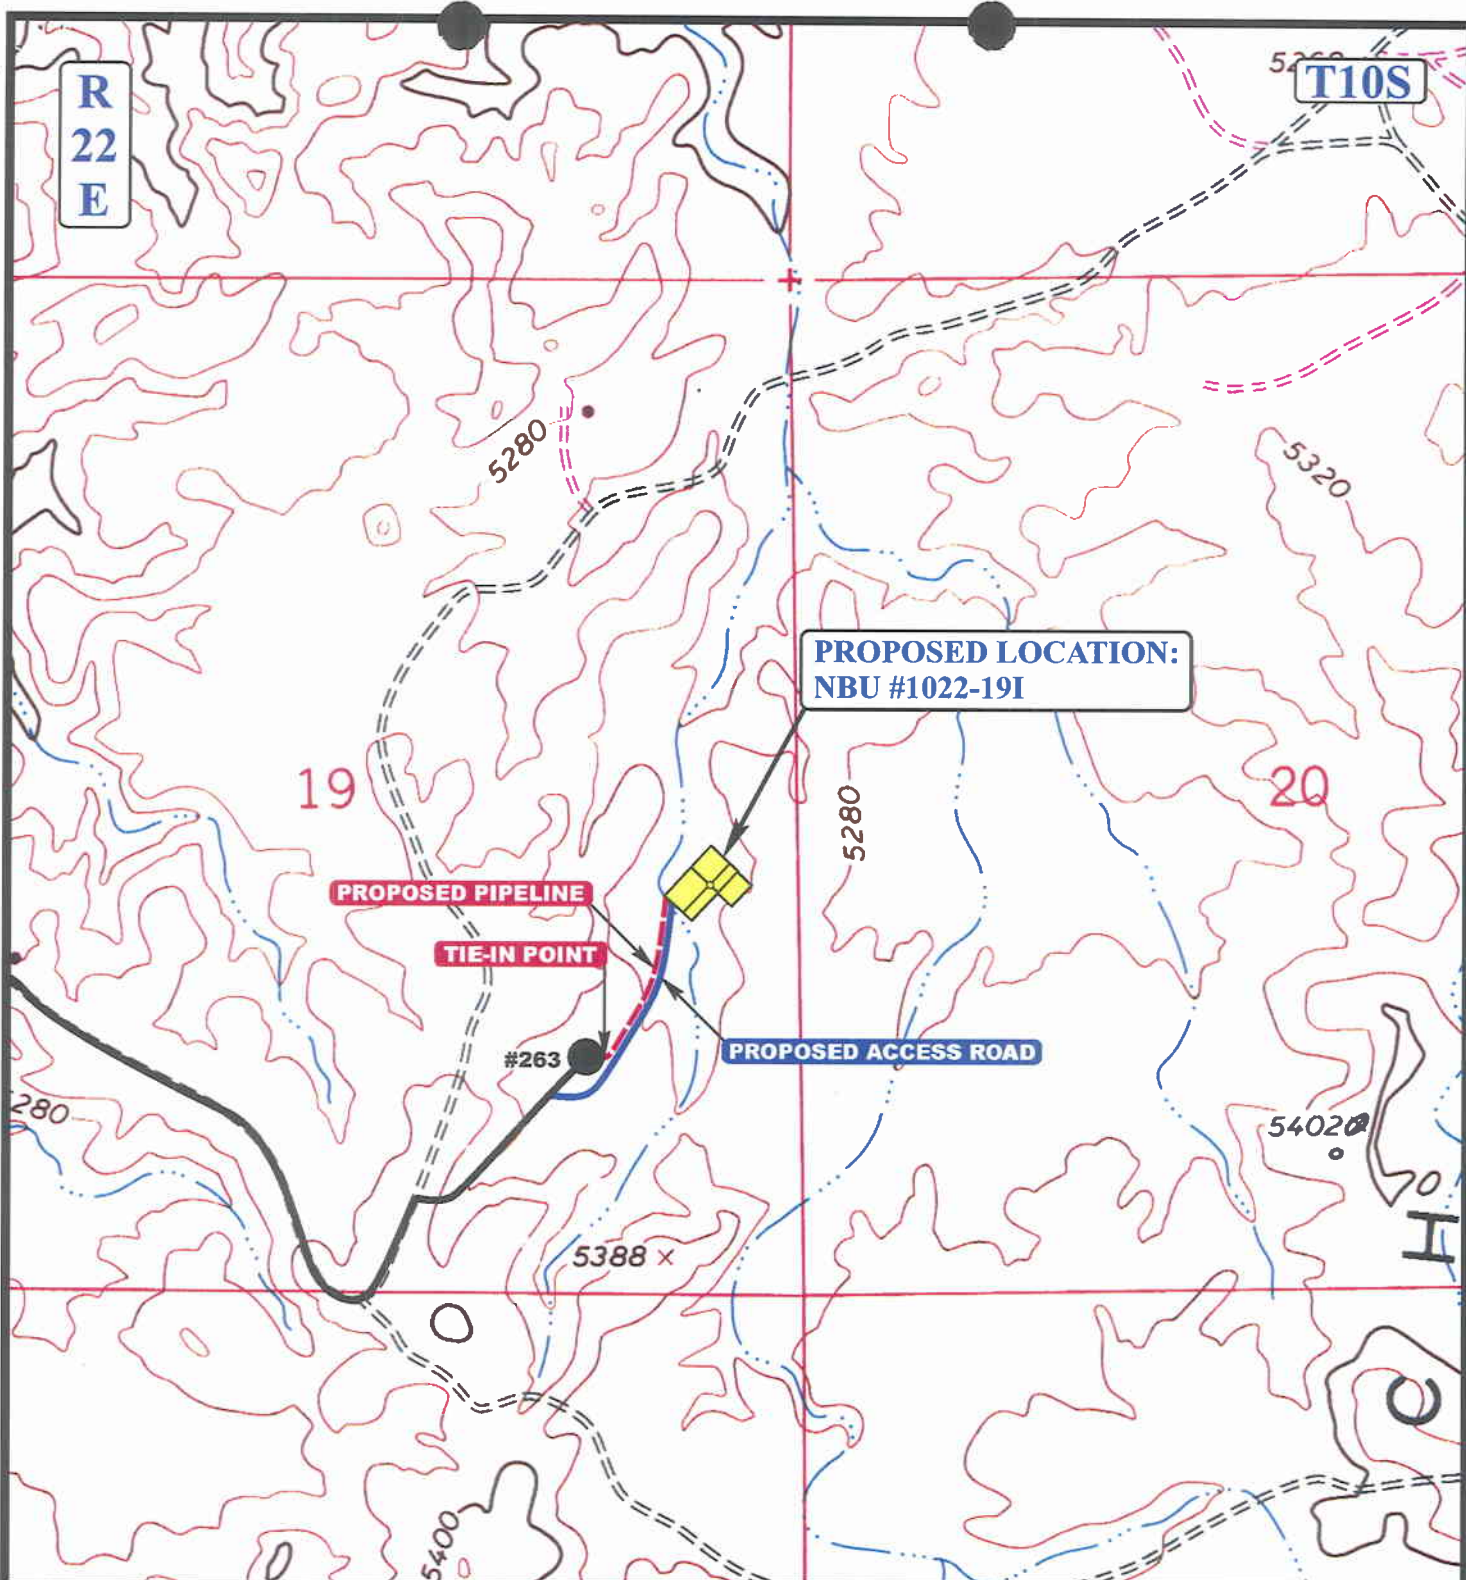 R
22
E
T10S
5280
5320
PROPOSED LOCATION:
NBU #1022-19I
19
20
5280
PROPOSED PIPELINE
TIE-IN POINT
#263
PROPOSED ACCESS ROAD
280
5388 ×
5400